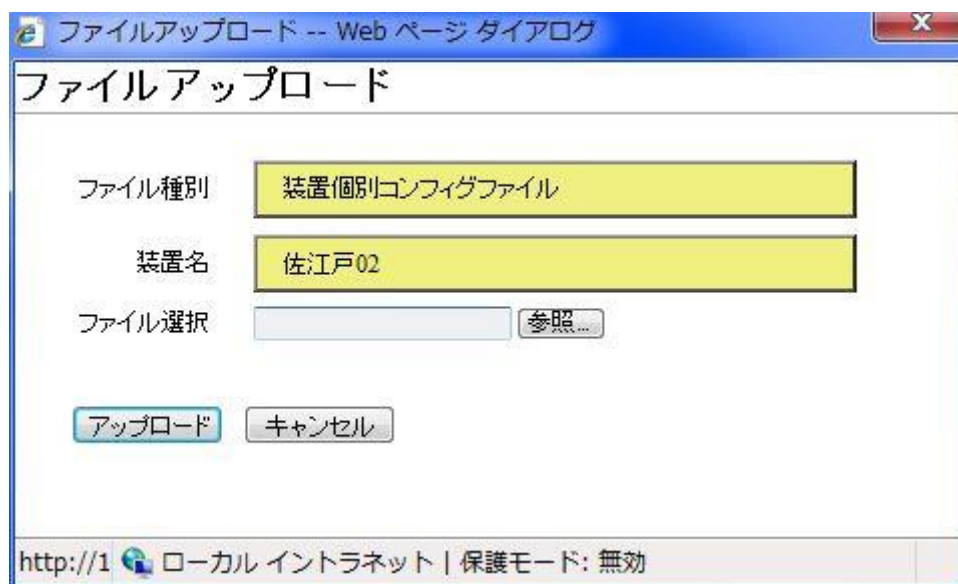 ファイルアップロード -- Web ページ ダイアログ
ファイルアップロード
ファイル種別 装置個別コンフィグファイル
装置名 佐江戸02
ファイル選択 参照...
アップロード キャンセル
http://1 ローカル イントラネット | 保護モード: 無効